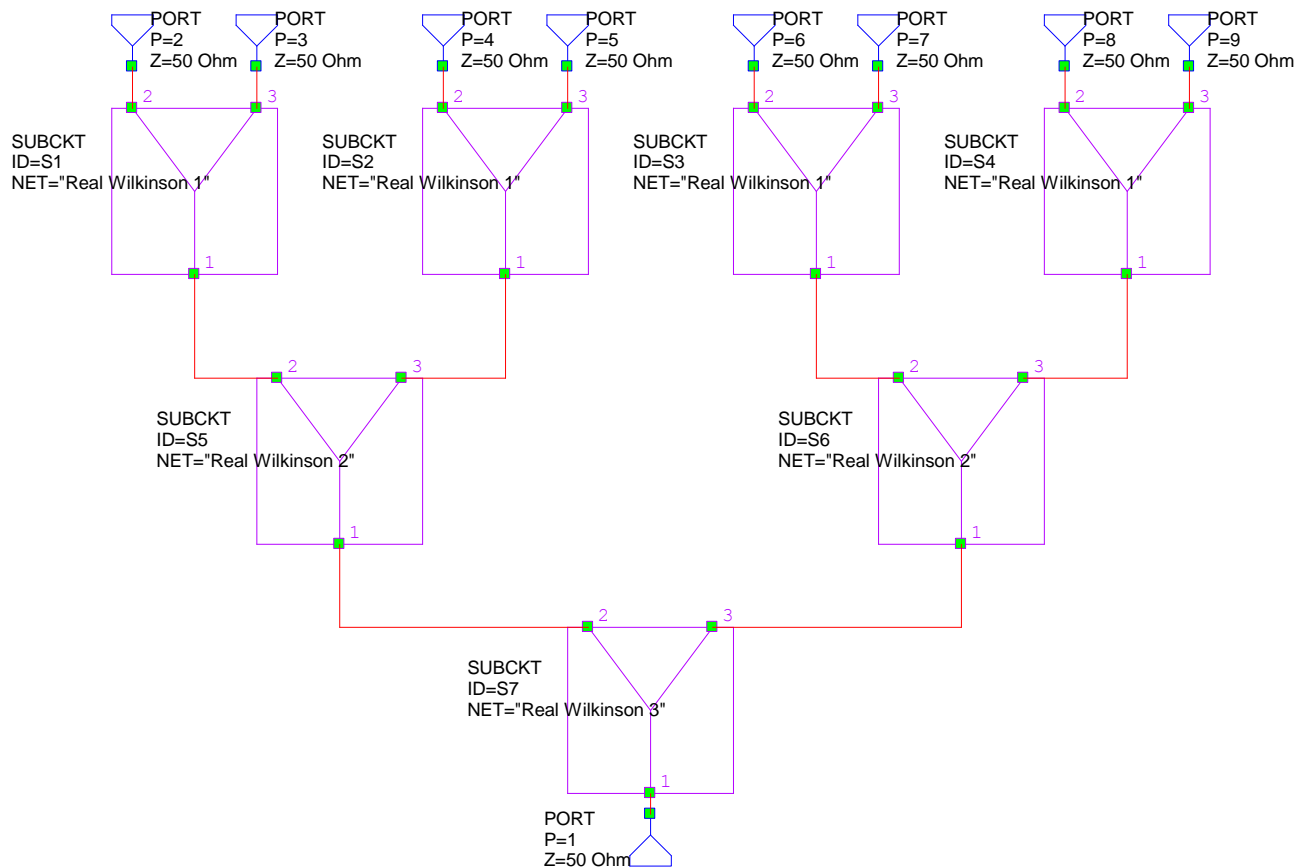 PORT
P=2
Z=50 Ohm
PORT
P=3
Z=50 Ohm
PORT
P=4
Z=50 Ohm
PORT
P=5
Z=50 Ohm
PORT
P=6
Z=50 Ohm
PORT
P=7
Z=50 Ohm
PORT
P=8
Z=50 Ohm
PORT
P=9
Z=50 Ohm
2
3
SUBCKT
ID=S1
NET="Real Wilkinson 1"
1
2
3
SUBCKT
ID=S2
NET="Real Wilkinson 1"
1
2
3
SUBCKT
ID=S3
NET="Real Wilkinson 1"
1
2
3
SUBCKT
ID=S4
NET="Real Wilkinson 1"
1
2
3
SUBCKT
ID=S5
NET="Real Wilkinson 2"
1
2
3
SUBCKT
ID=S6
NET="Real Wilkinson 2"
1
2
3
SUBCKT
ID=S7
NET="Real Wilkinson 3"
1
PORT
P=1
Z=50 Ohm